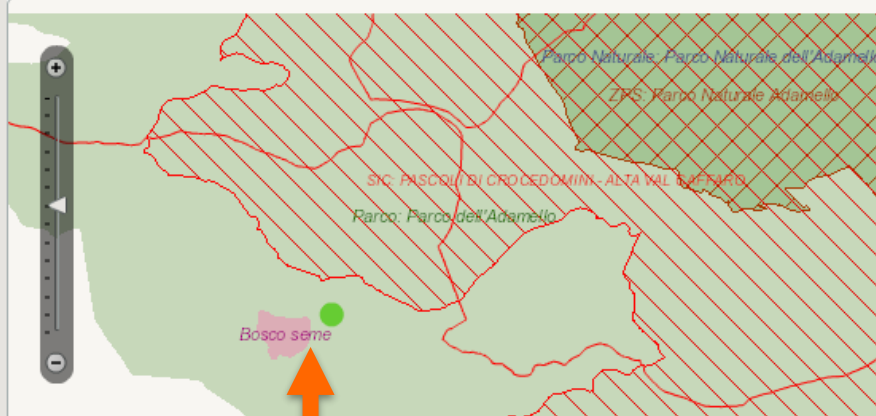 Parco Naturale: Parco Naturale dell'Adamello
ZPS: Parco Naturale Adamello
SIC: PASCOLI DI CROCEDOMINI - ALTA VAL CAFFARO
Parco: Parco dell'Adamello
Bosco seme